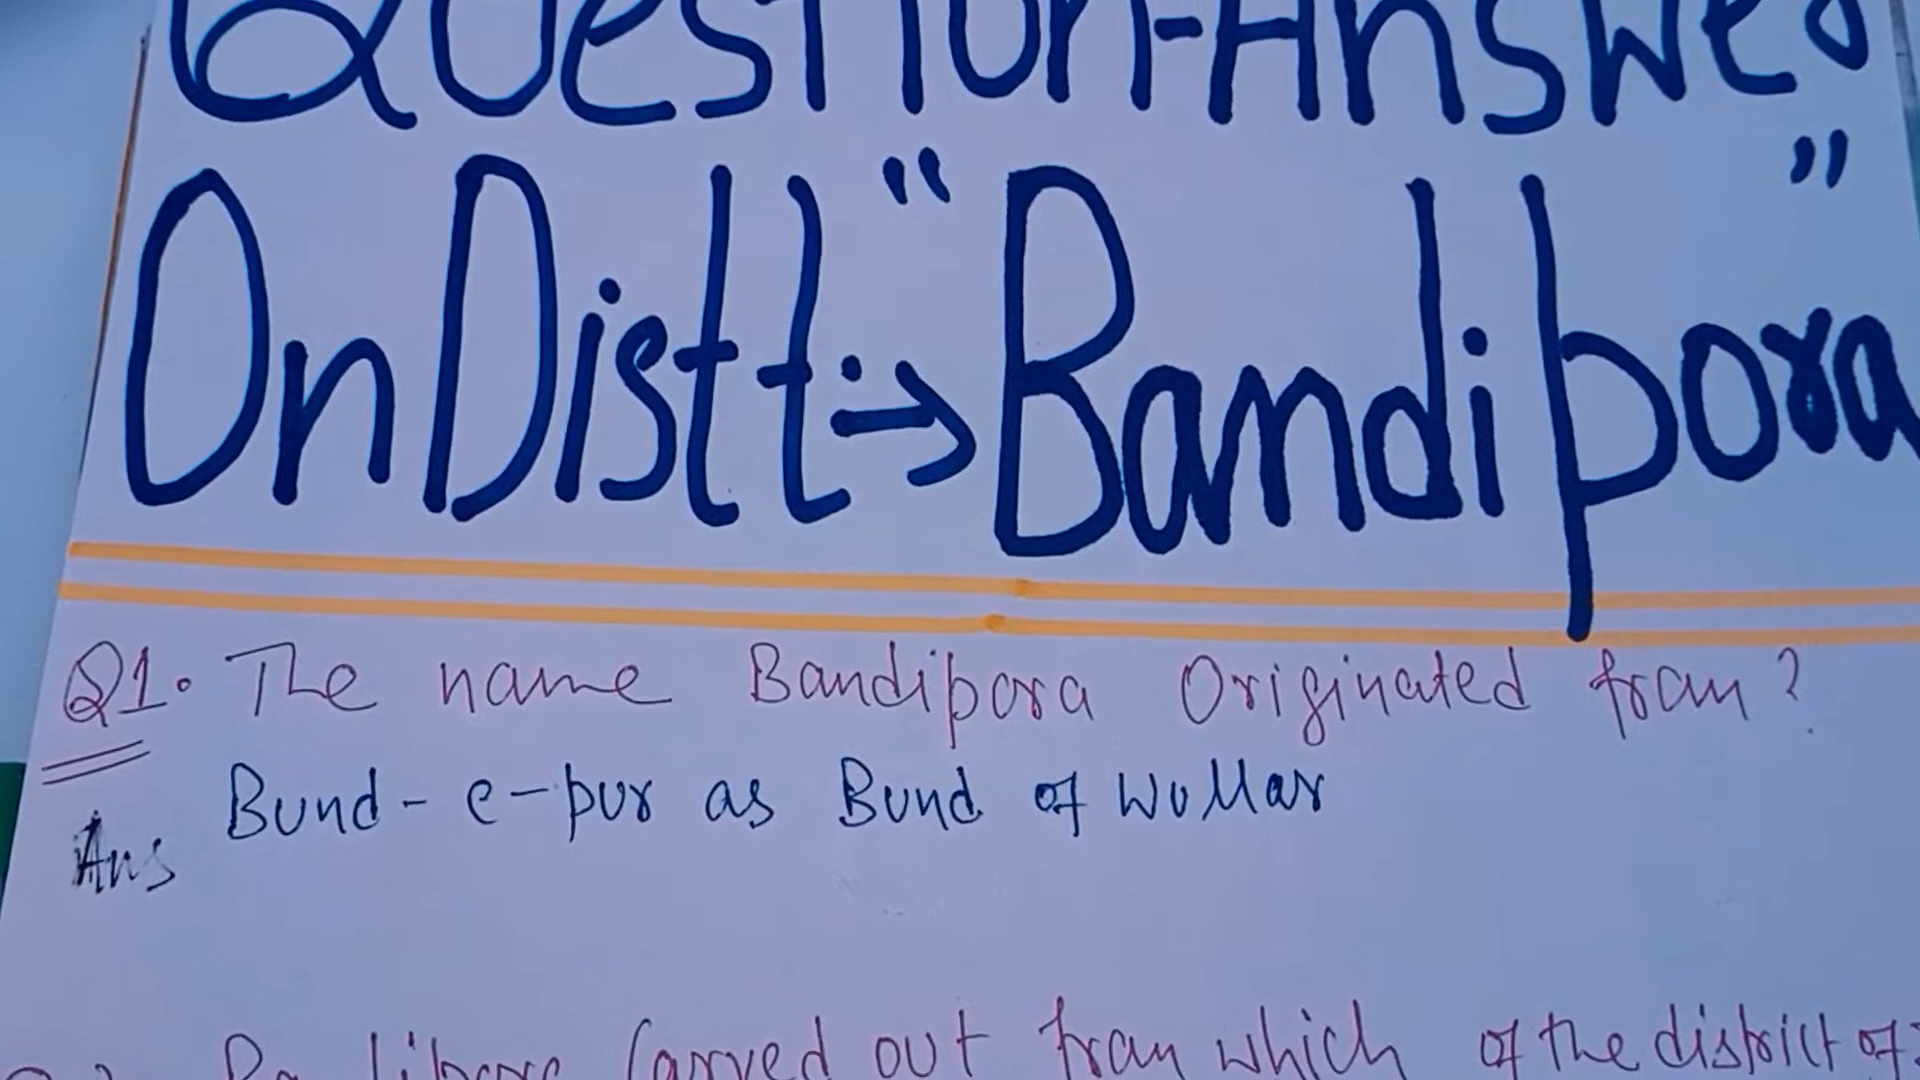 Question-Answer
On Distt:→ "Bandipora"
Q1. The name Bandipora Originated from?
Ans Bund-e-pur as Bund of Wullar
Bandipora Carved out from which of the district of